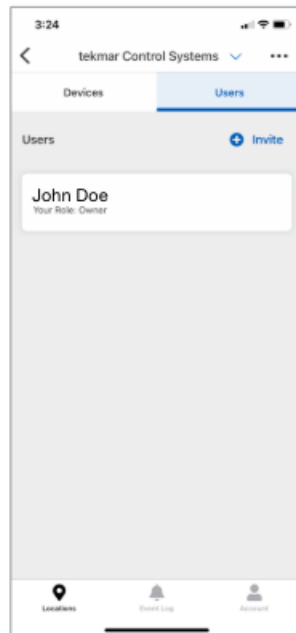 3:24
tekmar Control Systems
Devices
Users
Users
Invite
John Doe
Your Role: Owner
Locations
Event Log
Account